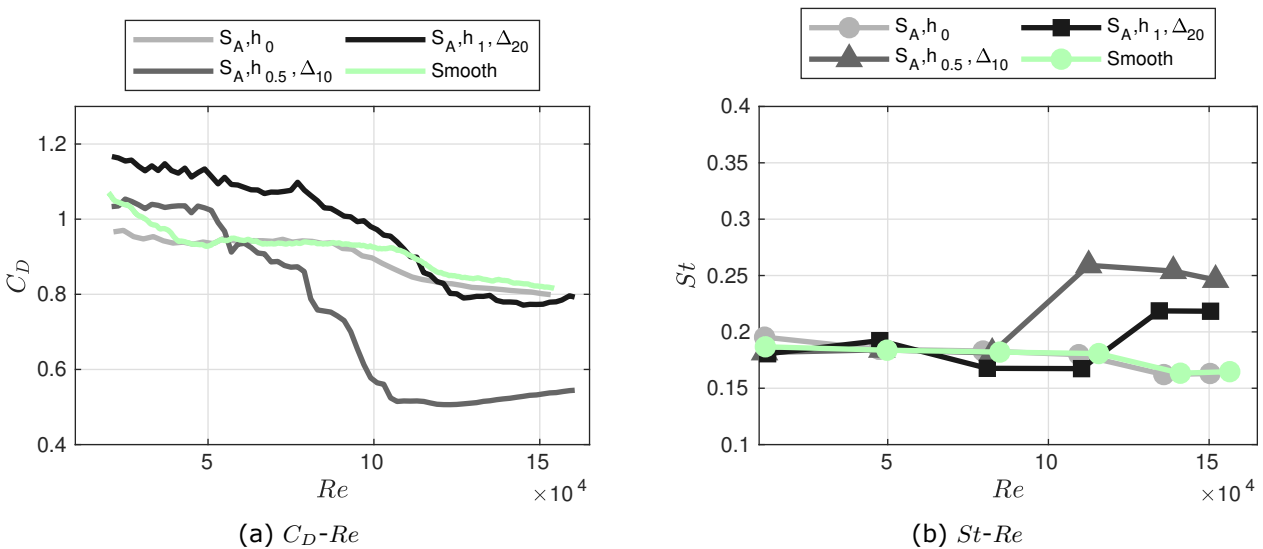 S_A,h_0
S_A,h_1,Δ_20
S_A,h_0.5,Δ_10
Smooth
1.2
1
0.8
0.6
0.4
C_D
5
10
15
Re
×10^4
(a) C_D-Re
S_A,h_0
S_A,h_1,Δ_20
S_A,h_0.5,Δ_10
Smooth
0.4
0.35
0.3
0.25
0.2
0.15
0.1
St
5
10
15
Re
×10^4
(b) St-Re